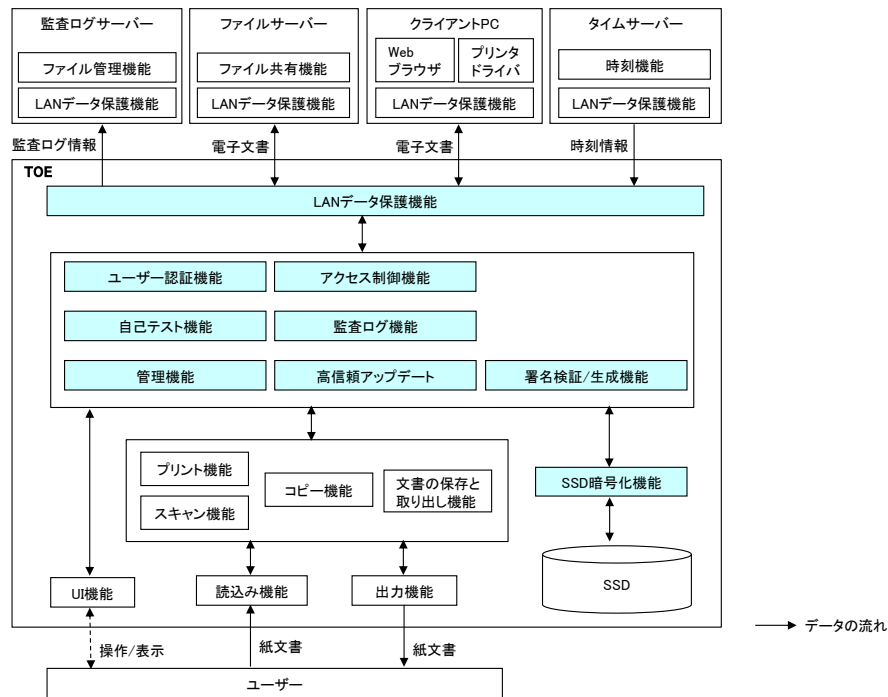 監査ログサーバー
ファイル管理機能
LANデータ保護機能
ファイルサーバー
ファイル共有機能
LANデータ保護機能
クライアントPC
Web
ブラウザ
プリンタ
ドライバ
LANデータ保護機能
タイムサーバー
時刻機能
LANデータ保護機能
監査ログ情報
電子文書
電子文書
時刻情報
TOE
LANデータ保護機能
ユーザー認証機能
アクセス制御機能
自己テスト機能
監査ログ機能
管理機能
高信頼アップデート
署名検証/生成機能
プリント機能
スキャン機能
コピー機能
文書の保存と
取り出し機能
SSD暗号化機能
SSD
UI機能
読込み機能
出力機能
データの流れ
操作/表示
紙文書
紙文書
ユーザー